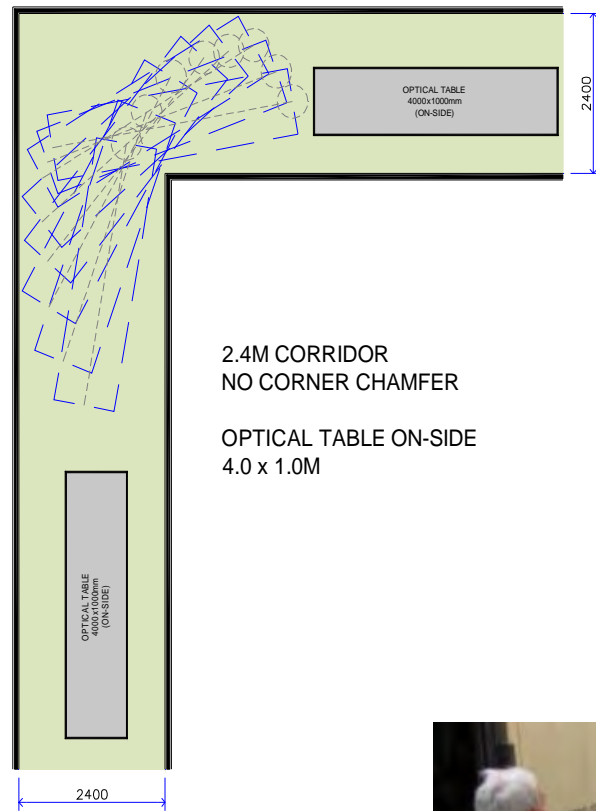 OPTICAL TABLE
4000x1000mm
(ON-SIDE)
2400
2.4M CORRIDOR
NO CORNER CHAMFER
OPTICAL TABLE ON-SIDE
4.0 x 1.0M
OPTICAL TABLE
4000x1000mm
(ON-SIDE)
2400